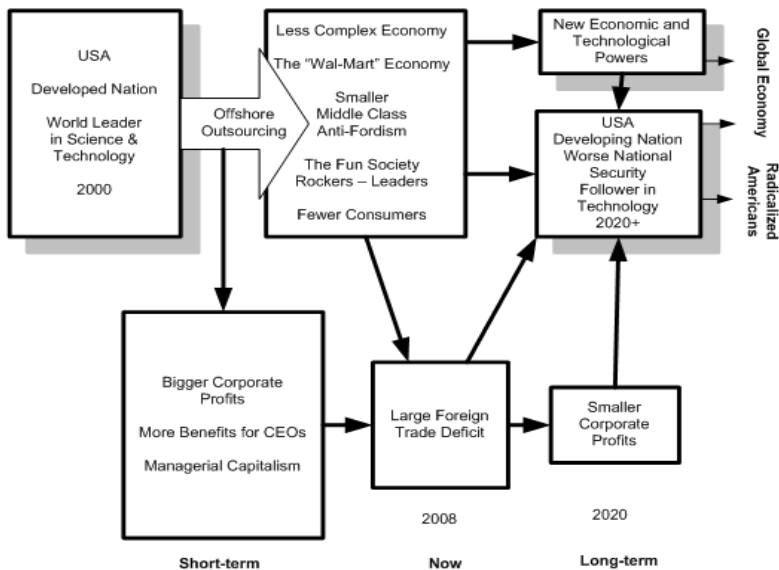 USA
Developed Nation
World Leader
in Science &
Technology
2000
Offshore
Outsourcing
Less Complex Economy
The “Wal-Mart” Economy
Smaller
Middle Class
Anti-Fordism
The Fun Society
Rockers – Leaders
Fewer Consumers
New Economic and
Technological
Powers
USA
Developing Nation
Worse National
Security
Follower in
Technology
2020+
Global Economy
Radicalized
Americans
Bigger Corporate
Profits
More Benefits for CEOs
Managerial Capitalism
Large Foreign
Trade Deficit
Smaller
Corporate
Profits
2008
2020
Short-term
Now
Long-term